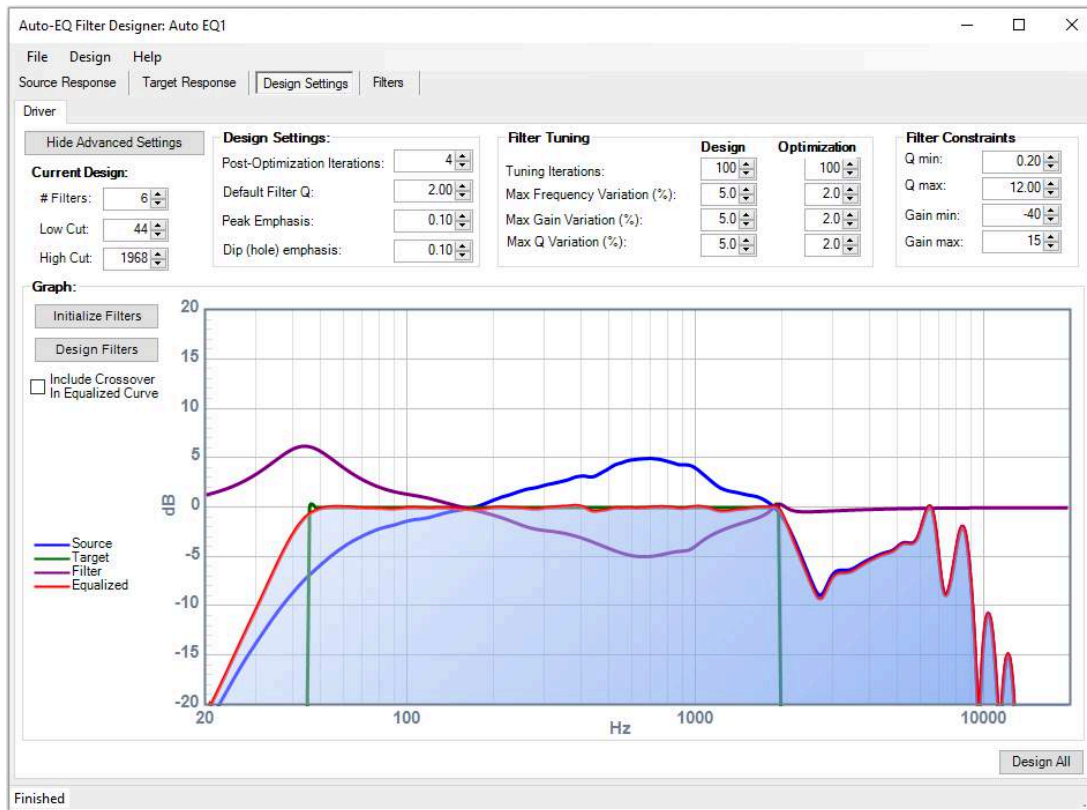 Auto-EQ Filter Designer: Auto EQ1
File Design Help
Source Response Target Response Design Settings Filters
Driver
Hide Advanced Settings
Current Design:
# Filters: 6
Low Cut: 44
High Cut: 1968
Design Settings:
Post-Optimization Iterations: 4
Default Filter Q: 2.00
Peak Emphasis: 0.10
Dip (hole) emphasis: 0.10
Filter Tuning
Design Optimization
Tuning Iterations: 100 100
Max Frequency Variation (%): 5.0 2.0
Max Gain Variation (%): 5.0 2.0
Max Q Variation (%): 5.0 2.0
Filter Constraints
Q min: 0.20
Q max: 12.00
Gain min: -40
Gain max: 15
Graph:
Initialize Filters
Design Filters
Include Crossover
In Equalized Curve
Source
Target
Filter
Equalized
dB
20
15
10
5
0
-5
-10
-15
-20
20 100 1000 10000
Hz
Design All
Finished